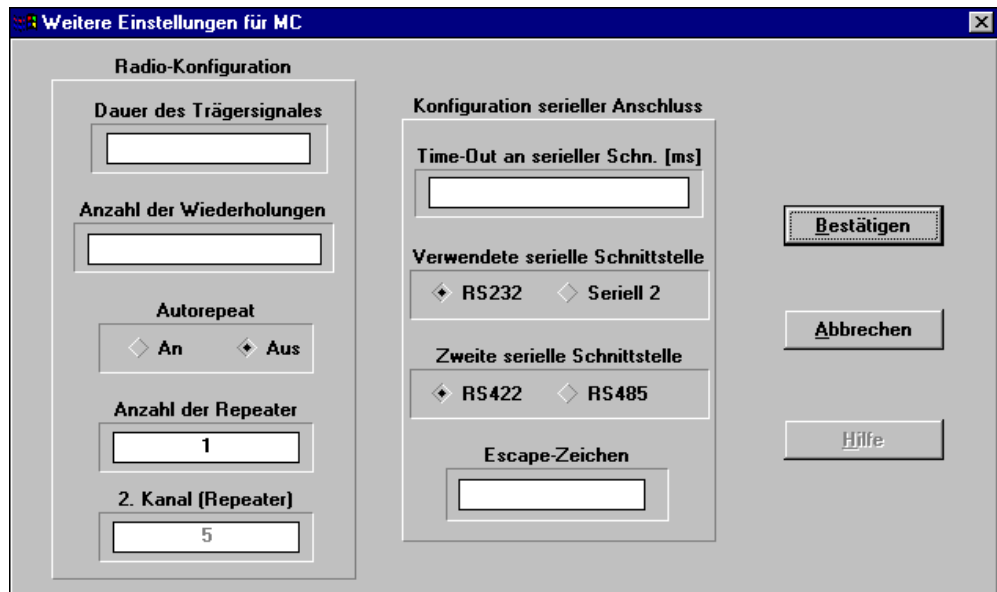 Weitere Einstellungen für MC
Radio-Konfiguration
Dauer des Trägersignales
Anzahl der Wiederholungen
Autorepeat
An Aus
Anzahl der Repeater
1
2. Kanal (Repeater)
5
Konfiguration serieller Anschluss
Time-Out an serieller Schn. [ms]
Verwendete serielle Schnittstelle
RS232 Seriell 2
Zweite serielle Schnittstelle
RS422 RS485
Escape-Zeichen
Bestätigen
Abbrechen
Hilfe